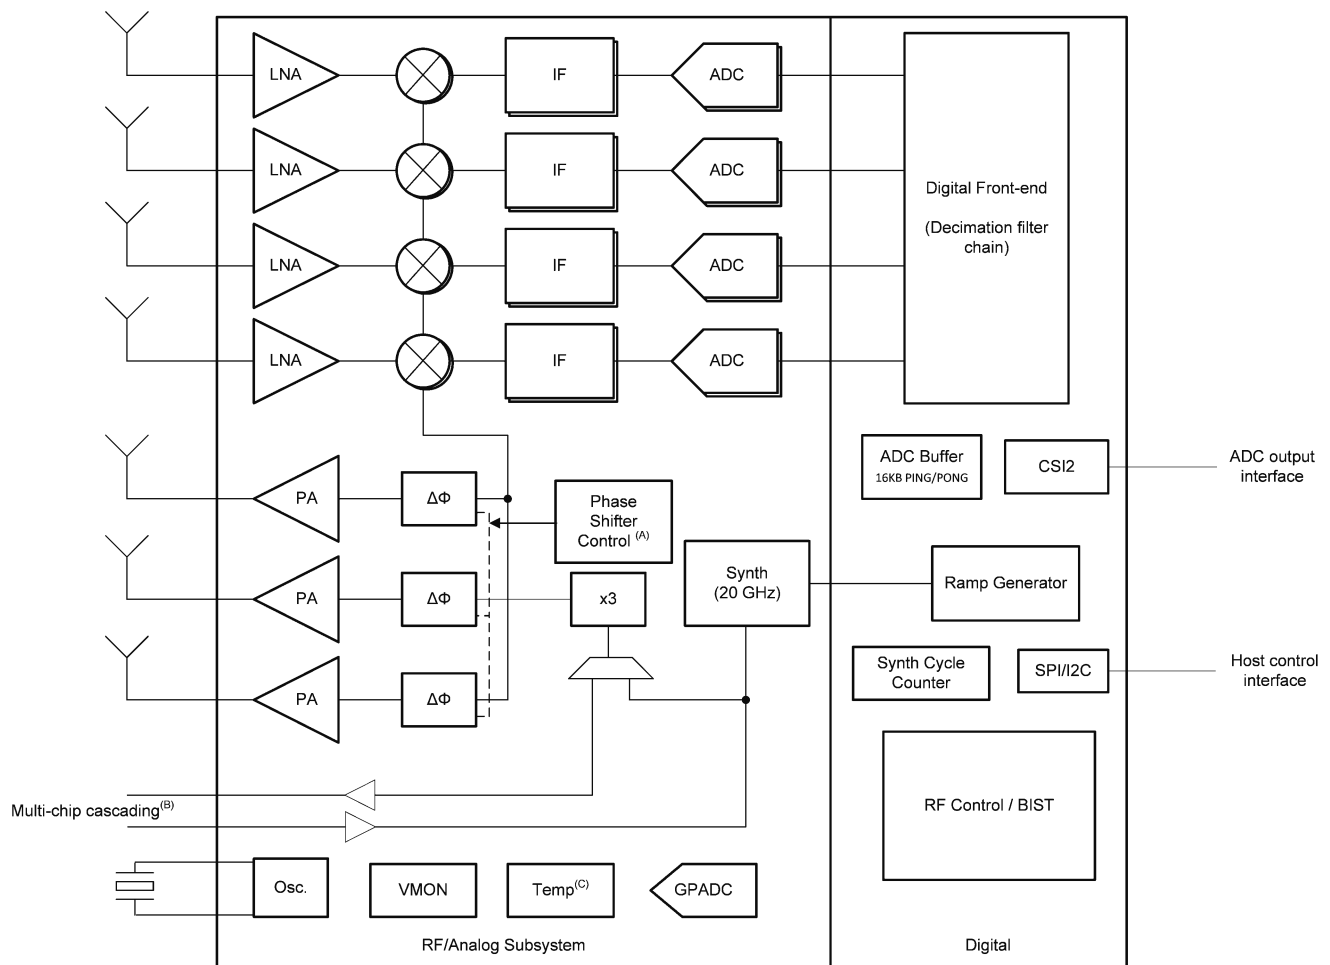 LNA
IF
ADC
LNA
IF
ADC
LNA
IF
ADC
LNA
IF
ADC
Digital Front-end
(Decimation filter
chain)
PA
ΔΦ
Phase
Shifter
Control (A)
PA
ΔΦ
x3
Synth
(20 GHz)
PA
ΔΦ
ADC Buffer
16KB PING/PONG
CSI2
ADC output
interface
Ramp Generator
Synth Cycle
Counter
SPI/I2C
Host control
interface
RF Control / BIST
Multi-chip cascading(B)
Osc.
VMON
Temp(C)
GPADC
RF/Analog Subsystem
Digital